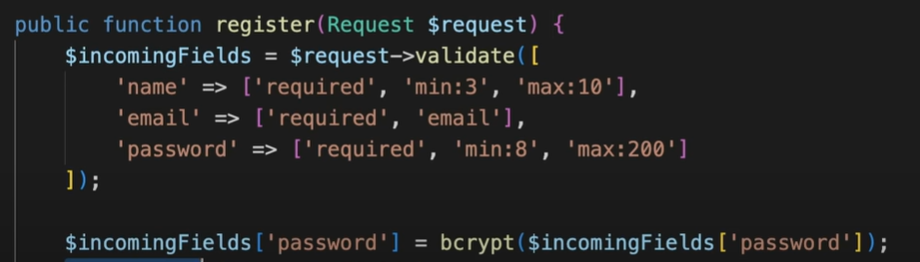 public function register(Request $request) {
$incomingFields = $request->validate([
'name' => ['required', 'min:3', 'max:10'],
'email' => ['required', 'email'],
'password' => ['required', 'min:8', 'max:200']
]);
$incomingFields['password'] = bcrypt($incomingFields['password']);